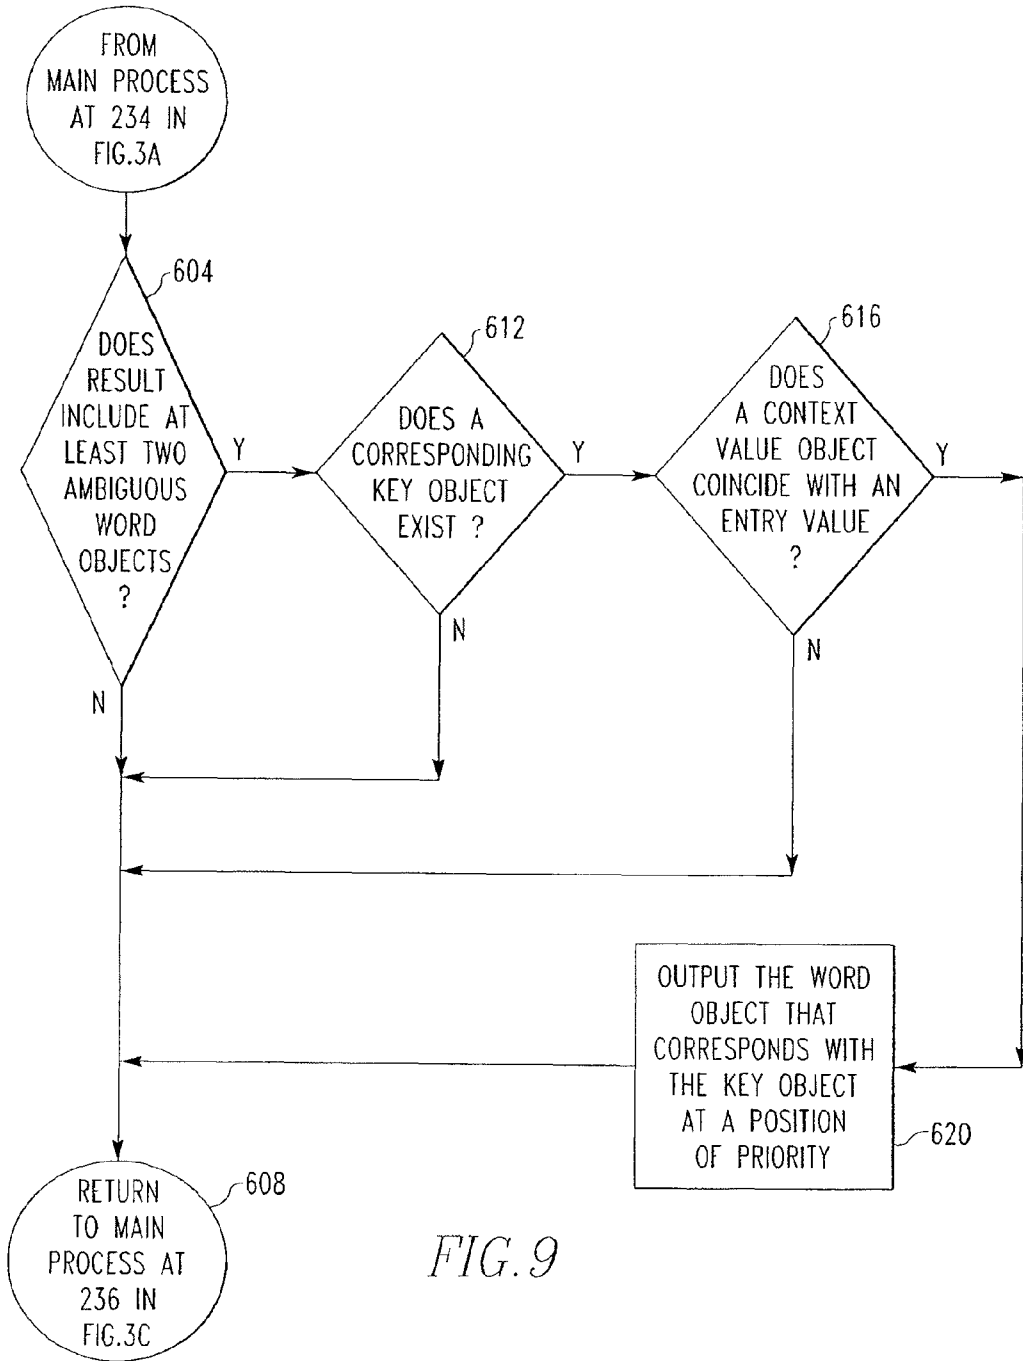 FROM
MAIN PROCESS
AT 234 IN
FIG.3A
604
DOES
RESULT
INCLUDE AT
LEAST TWO
AMBIGUOUS
WORD
OBJECTS
?
Y
N
612
DOES A
CORRESPONDING
KEY OBJECT
EXIST ?
Y
N
616
DOES
A CONTEXT
VALUE OBJECT
COINCIDE WITH AN
ENTRY VALUE
?
Y
N
OUTPUT THE WORD
OBJECT THAT
CORRESPONDS WITH
THE KEY OBJECT
AT A POSITION
OF PRIORITY
620
RETURN
TO MAIN
PROCESS AT
236 IN
FIG.3C
608
FIG.9